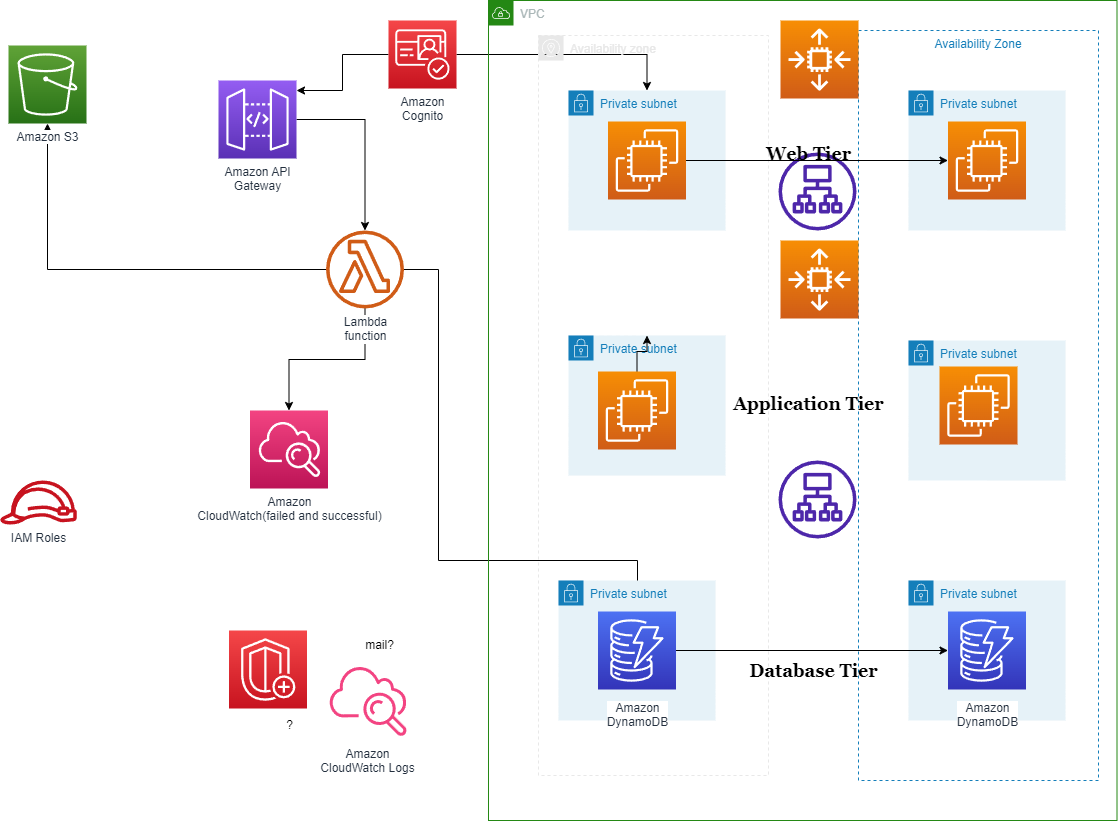 VPC
Availability zone
Availability Zone
Amazon S3
Amazon
Cognito
Amazon API
Gateway
Private subnet
Private subnet
Web Tier
Lambda
function
Private subnet
Private subnet
Application Tier
Amazon
CloudWatch(failed and successful)
IAM Roles
Private subnet
Private subnet
mail?
Database Tier
?
Amazon
DynamoDB
Amazon
DynamoDB
Amazon
CloudWatch Logs